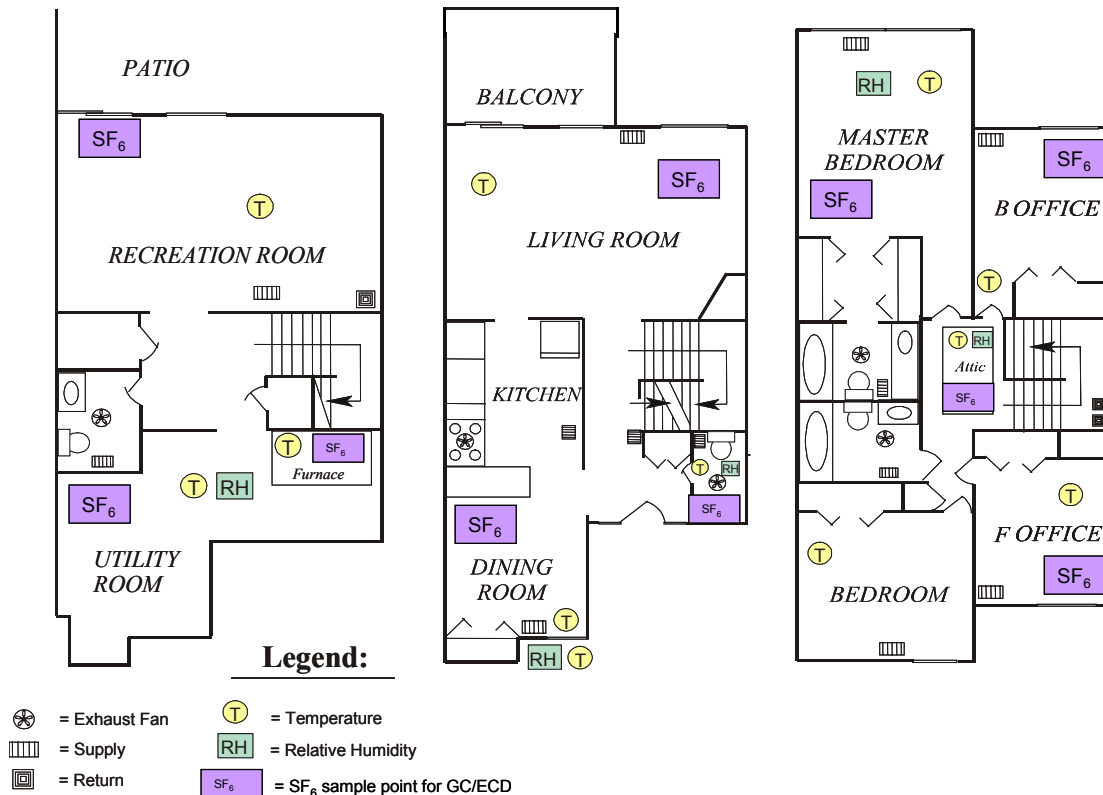 PATIO
SF6
T
RECREATION ROOM
T
SF6
Furnace
T
RH
SF6
UTILITY
ROOM
BALCONY
T
SF6
LIVING ROOM
KITCHEN
T
RH
SF6
SF6
DINING
ROOM
T
RH
T
RH
T
MASTER
BEDROOM
SF6
SF6
B OFFICE
T
T
RH
Attic
SF6
T
F OFFICE
SF6
T
BEDROOM
Legend:
= Exhaust Fan
= Supply
= Return
T = Temperature
RH = Relative Humidity
SF6 = SF6 sample point for GC/ECD